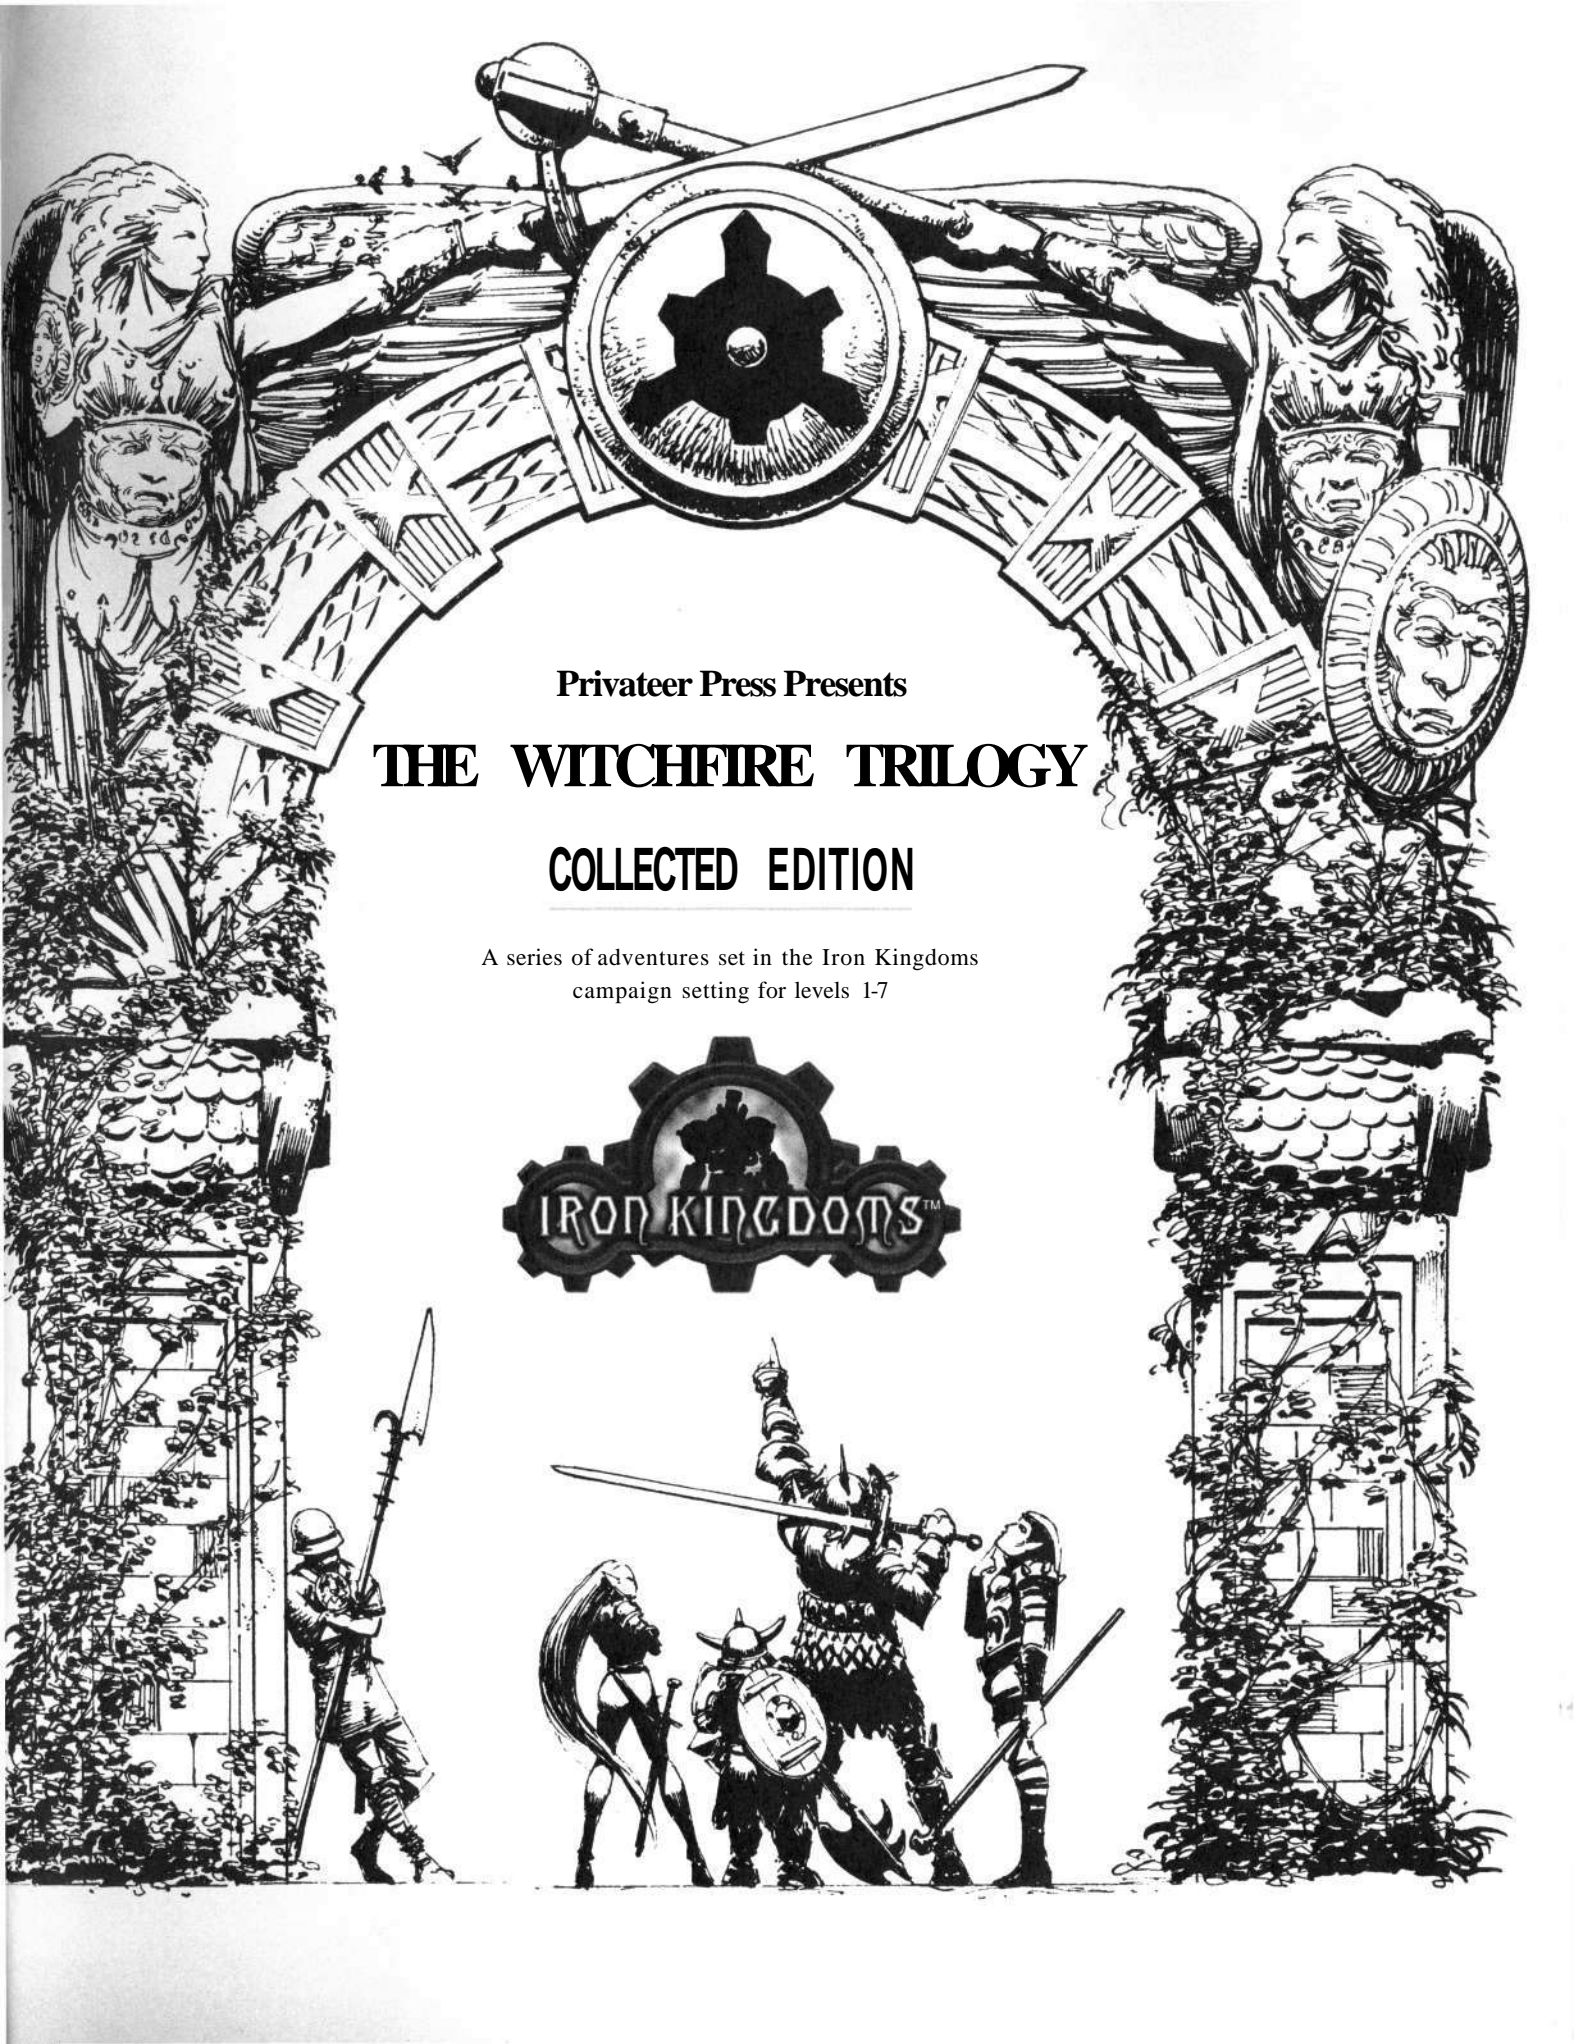 Privateer Press Presents
THE WITCHFIRE TRILOGY
COLLECTED EDITION
A series of adventures set in the Iron Kingdoms
campaign setting for levels 1-7
IRON KINGDOMS™